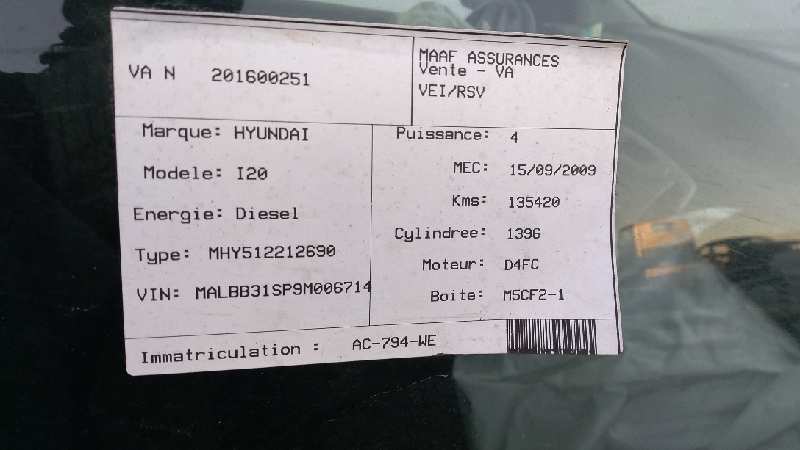 VA N 201600251
MAAF ASSURANCES
Vente - VA
VEI/RSV
Marque: HYUNDAI
Modele: I20
Energie: Diesel
Type: MHY512212690
VIN: MALBB31SP9M006714
Puissance: 4
MEC: 15/09/2009
Kms: 135420
Cylindree: 1396
Moteur: D4FC
Boite: M5CF2-1
Immatriculation : AC-794-WE